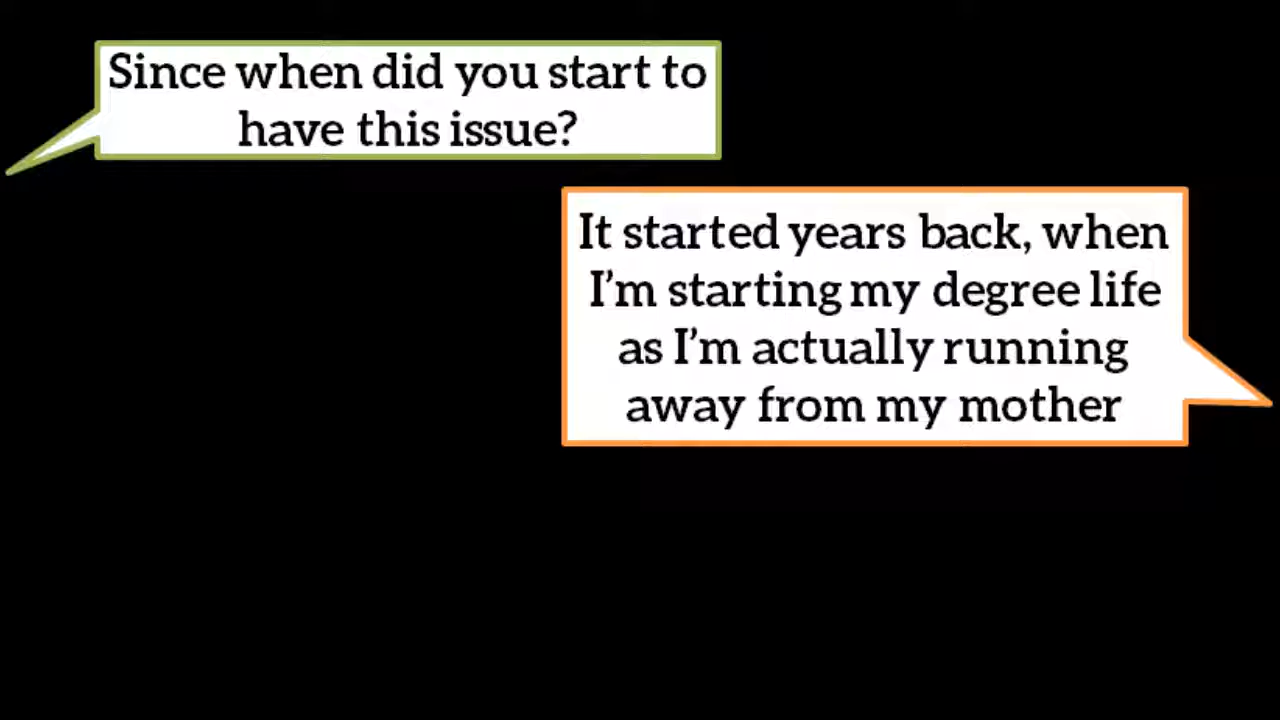 Since when did you start to
have this issue?
It started years back, when
I’m starting my degree life
as I’m actually running
away from my mother